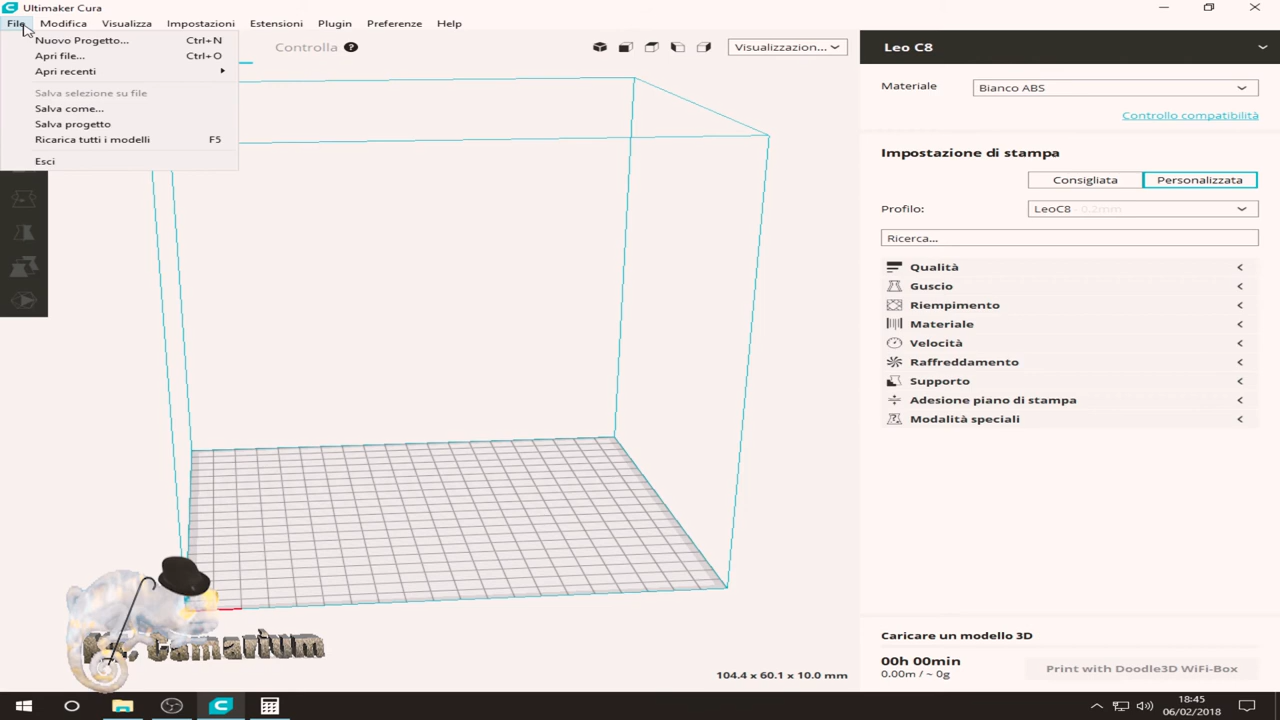 Ultimaker Cura
File Modifica Visualizza Impostazioni Estensioni Plugin Preferenze Help
Nuovo Progetto... Ctrl+N
Apri file... Ctrl+O
Apri recenti
Salva selezione su file
Salva come...
Salva progetto
Ricarica tutti i modelli F5
Esci
Controlla ?
Visualizzazion...
Leo C8
Materiale Bianco ABS
Controllo compatibilità
Impostazione di stampa
Consigliata Personalizzata
Profilo: LeoC8 - 0.2mm
Ricerca...
Qualità
Guscio
Riempimento
Materiale
Velocità
Raffreddamento
Supporto
Adesione piano di stampa
Modalità speciali
Camarium
104.4 x 60.1 x 10.0 mm
Caricare un modello 3D
00h 00min
0.00m / ~ 0g
Print with Doodle3D WiFi-Box
18:45
06/02/2018